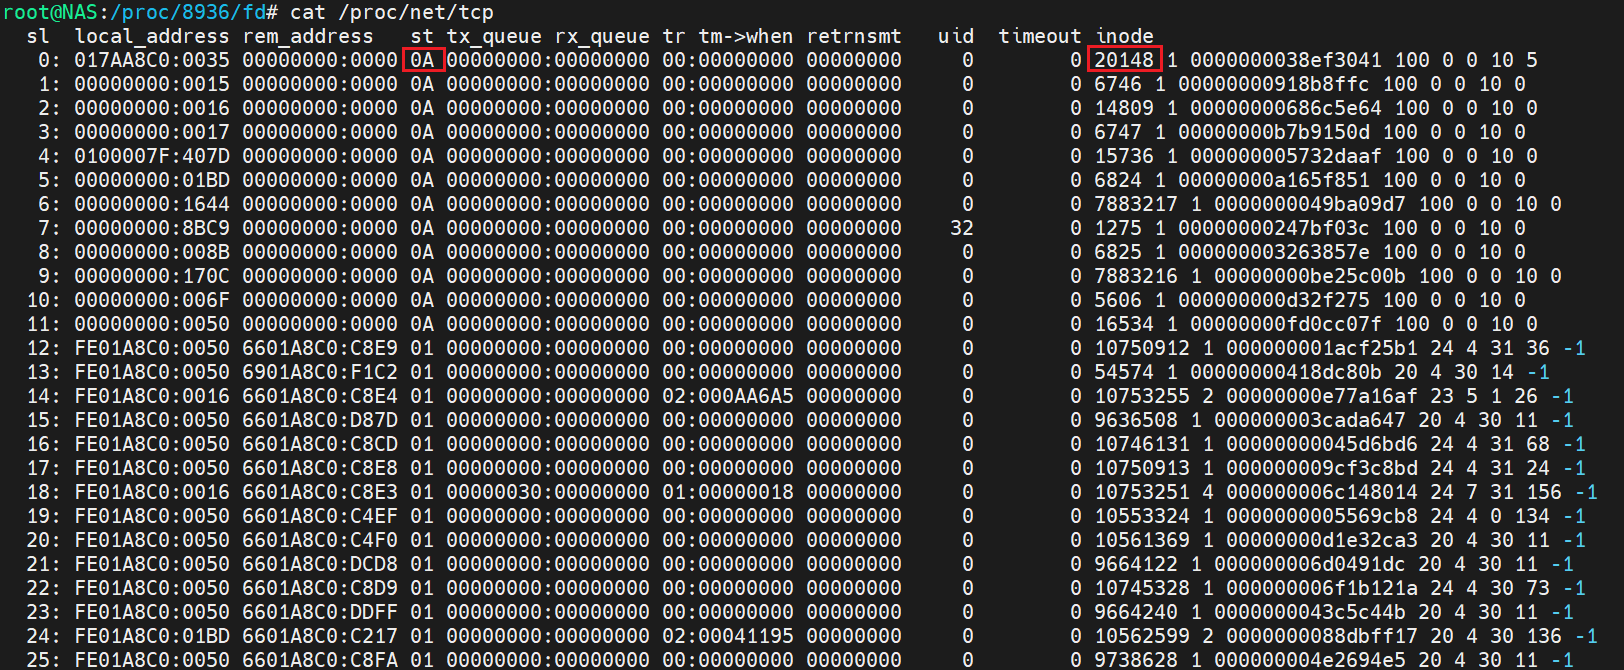 root@NAS:/proc/8936/fd# cat /proc/net/tcp
sl local_address rem_address st tx_queue rx_queue tr tm->when retrnsmt uid timeout inode
0: 017AA8C0:0035 00000000:0000 0A 00000000:00000000 00:00000000 00000000 0 0 20148 1 0000000038ef3041 100 0 0 10 5
1: 00000000:0015 00000000:0000 0A 00000000:00000000 00:00000000 00000000 0 0 6746 1 00000000918b8ffc 100 0 0 10 0
2: 00000000:0016 00000000:0000 0A 00000000:00000000 00:00000000 00000000 0 0 14809 1 00000000686c5e64 100 0 0 10 0
3: 00000000:0017 00000000:0000 0A 00000000:00000000 00:00000000 00000000 0 0 6747 1 00000000b7b9150d 100 0 0 10 0
4: 0100007F:407D 00000000:0000 0A 00000000:00000000 00:00000000 00000000 0 0 15736 1 000000005732daaf 100 0 0 10 0
5: 00000000:01BD 00000000:0000 0A 00000000:00000000 00:00000000 00000000 0 0 6824 1 00000000a165f851 100 0 0 10 0
6: 00000000:1644 00000000:0000 0A 00000000:00000000 00:00000000 00000000 0 0 7883217 1 0000000049ba09d7 100 0 0 10 0
7: 00000000:8BC9 00000000:0000 0A 00000000:00000000 00:00000000 00000000 32 0 1275 1 00000000247bf03c 100 0 0 10 0
8: 00000000:008B 00000000:0000 0A 00000000:00000000 00:00000000 00000000 0 0 6825 1 000000003263857e 100 0 0 10 0
9: 00000000:170C 00000000:0000 0A 00000000:00000000 00:00000000 00000000 0 0 7883216 1 00000000be25c00b 100 0 0 10 0
10: 00000000:006F 00000000:0000 0A 00000000:00000000 00:00000000 00000000 0 0 5606 1 00000000d32f275 100 0 0 10 0
11: 00000000:0050 00000000:0000 0A 00000000:00000000 00:00000000 00000000 0 0 16534 1 00000000fd0cc07f 100 0 0 10 0
12: FE01A8C0:0050 6601A8C0:C8E9 01 00000000:00000000 00:00000000 00000000 0 0 10750912 1 000000001acf25b1 24 4 31 36 -1
13: FE01A8C0:0050 6901A8C0:F1C2 01 00000000:00000000 00:00000000 00000000 0 0 54574 1 00000000418dc80b 20 4 30 14 -1
14: FE01A8C0:0016 6601A8C0:C8E4 01 00000000:00000000 02:000AA6A5 00000000 0 0 10753255 2 00000000e77a16af 23 5 1 26 -1
15: FE01A8C0:0050 6601A8C0:D87D 01 00000000:00000000 00:00000000 00000000 0 0 9636508 1 000000003cada647 20 4 30 11 -1
16: FE01A8C0:0050 6601A8C0:C8CD 01 00000000:00000000 00:00000000 00000000 0 0 10746131 1 00000000045d6bd6 24 4 31 68 -1
17: FE01A8C0:0050 6601A8C0:C8E8 01 00000000:00000000 00:00000000 00000000 0 0 10750913 1 000000009cf3c8bd 24 4 31 24 -1
18: FE01A8C0:0016 6601A8C0:C8E3 01 00000030:00000000 01:00000018 00000000 0 0 10753251 4 000000006c148014 24 7 31 156 -1
19: FE01A8C0:0050 6601A8C0:C4EF 01 00000000:00000000 00:00000000 00000000 0 0 10553324 1 0000000005569cb8 24 4 0 134 -1
20: FE01A8C0:0050 6601A8C0:C4F0 01 00000000:00000000 00:00000000 00000000 0 0 10561369 1 00000000d1e32ca3 20 4 30 11 -1
21: FE01A8C0:0050 6601A8C0:DCD8 01 00000000:00000000 00:00000000 00000000 0 0 9664122 1 000000006d0491dc 20 4 30 11 -1
22: FE01A8C0:0050 6601A8C0:C8D9 01 00000000:00000000 00:00000000 00000000 0 0 10745328 1 000000006f1b121a 24 4 30 73 -1
23: FE01A8C0:0050 6601A8C0:DDFF 01 00000000:00000000 00:00000000 00000000 0 0 9664240 1 0000000043c5c44b 20 4 30 11 -1
24: FE01A8C0:01BD 6601A8C0:C217 01 00000000:00000000 02:00041195 00000000 0 0 10562599 2 0000000088dbff17 20 4 30 136 -1
25: FE01A8C0:0050 6601A8C0:C8FA 01 00000000:00000000 00:00000000 00000000 0 0 9738628 1 000000004e2694e5 20 4 30 11 -1